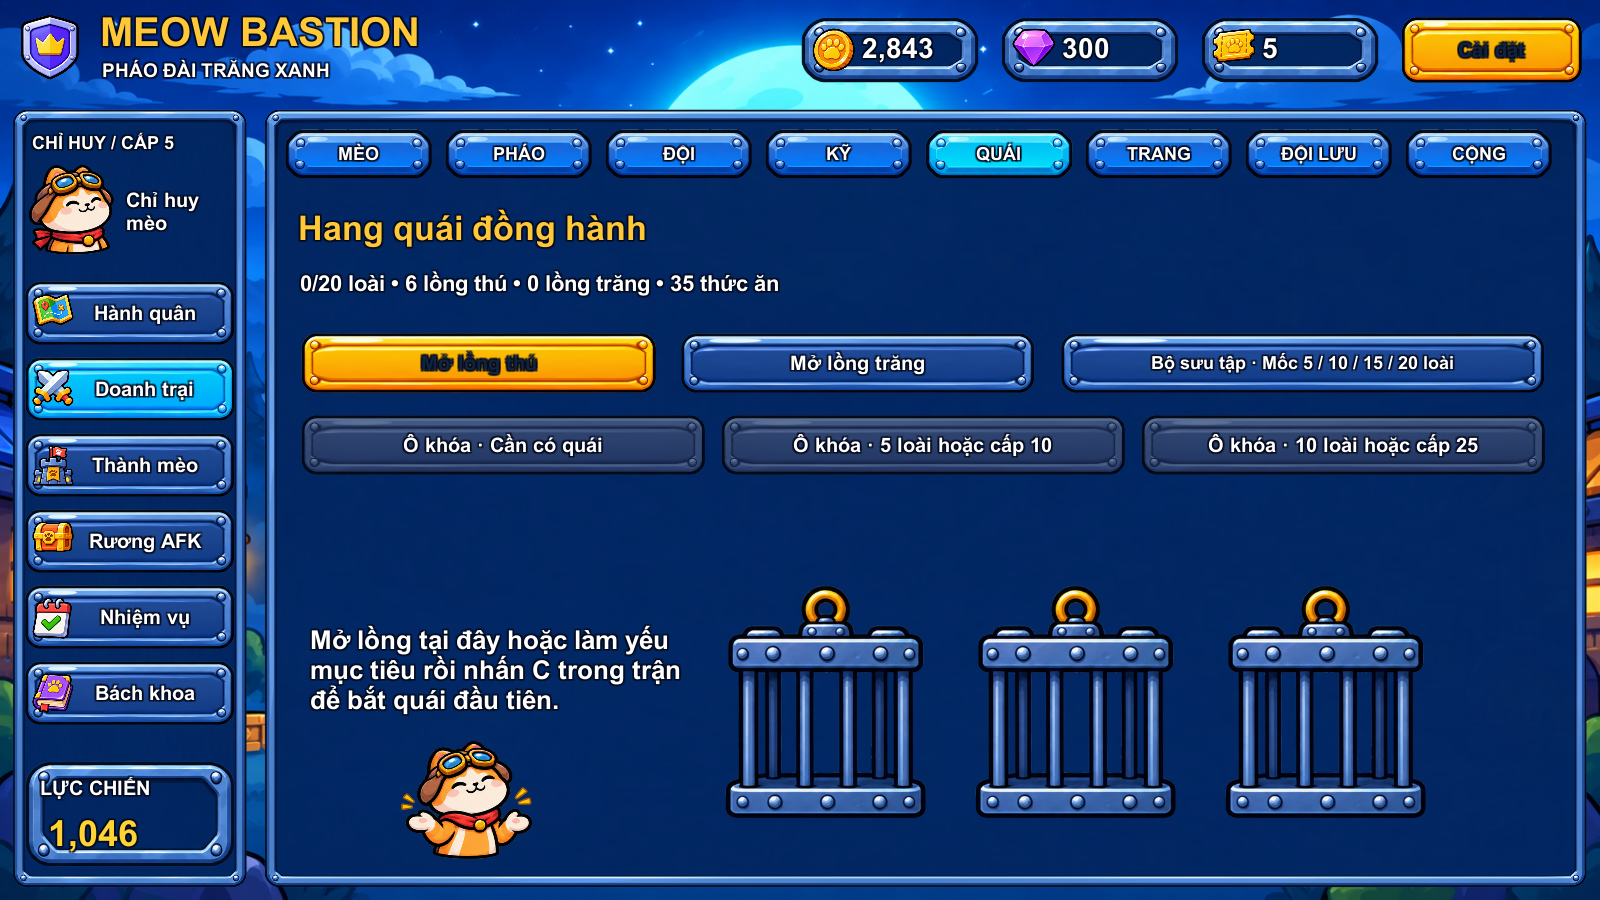 MEOW BASTION
PHÁO ĐÀI TRĂNG XANH
2,843
300
5
Cài đặt
CHỈ HUY / CẤP 5
Chỉ huy
mèo
Hành quân
Doanh trại
Thành mèo
Rương AFK
Nhiệm vụ
Bách khoa
LỰC CHIẾN
1,046
MÈO
PHÁO
ĐỘI
KỸ
QUÁI
TRANG
ĐỘI LƯU
CỘNG
Hang quái đồng hành
0/20 loài • 6 lồng thú • 0 lồng trăng • 35 thức ăn
Mở lồng thú
Mở lồng trăng
Bộ sưu tập · Mốc 5 / 10 / 15 / 20 loài
Ô khóa · Cần có quái
Ô khóa · 5 loài hoặc cấp 10
Ô khóa · 10 loài hoặc cấp 25
Mở lồng tại đây hoặc làm yếu
mục tiêu rồi nhấn C trong trận
để bắt quái đầu tiên.